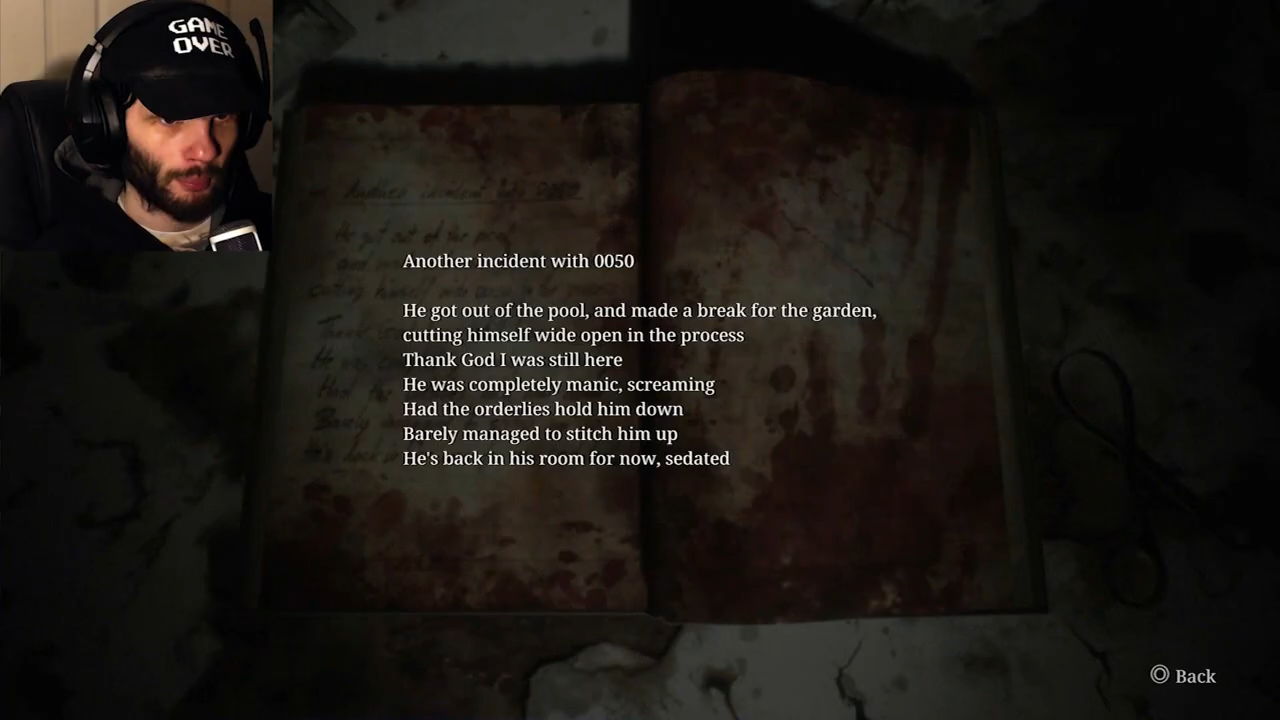 GAME
OVER
Another incident with 0050
He got out of the pool, and made a break for the garden,
cutting himself wide open in the process
Thank God I was still here
He was completely manic, screaming
Had the orderlies hold him down
Barely managed to stitch him up
He's back in his room for now, sedated
Back